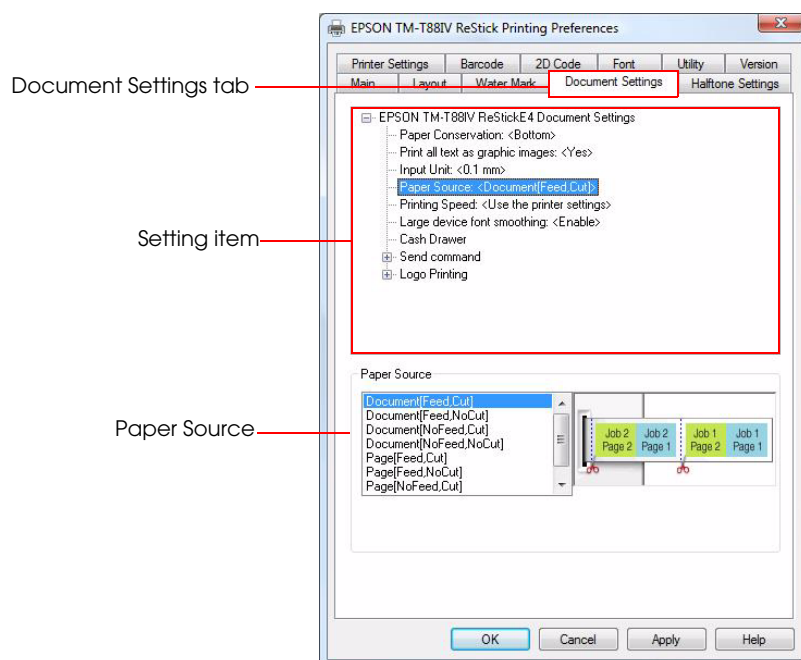 EPSON TM-T88IV ReStick Printing Preferences
Printer Settings Barcode 2D Code Font Utility Version
Main Layout Water Mark Document Settings Halftone Settings
Document Settings tab
EPSON TM-T88IV ReStickE4 Document Settings
Paper Conservation: <Bottom>
Print all text as graphic images: <Yes>
Input Unit: <0.1 mm>
Paper Source: <Document[Feed,Cut]>
Printing Speed: <Use the printer settings>
Large device font smoothing: <Enable>
Cash Drawer
Send command
Logo Printing
Setting item
Paper Source
Document[Feed,Cut]
Document[Feed,NoCut]
Document[NoFeed,Cut]
Document[NoFeed,NoCut]
Page[Feed,Cut]
Page[Feed,NoCut]
Page[NoFeed,Cut]
Paper Source
Job 2 Job 2 Job 1 Job 1
Page 2 Page 1 Page 2 Page 1
OK Cancel Apply Help